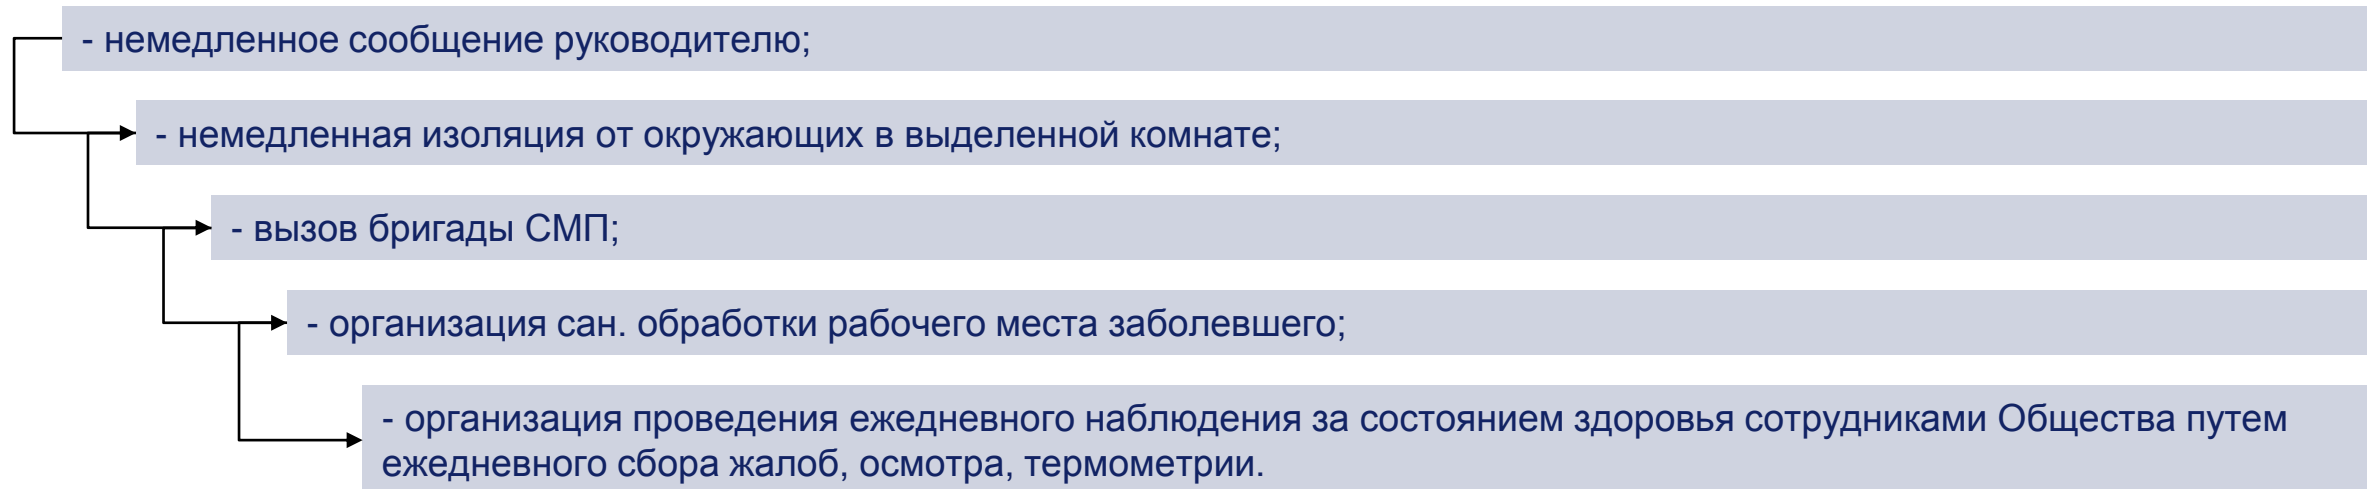 - немедленное сообщение руководителю;
- немедленная изоляция от окружающих в выделенной комнате;
- вызов бригады СМП;
- организация сан. обработки рабочего места заболевшего;
- организация проведения ежедневного наблюдения за состоянием здоровья сотрудниками Общества путем
ежедневного сбора жалоб, осмотра, термометрии.